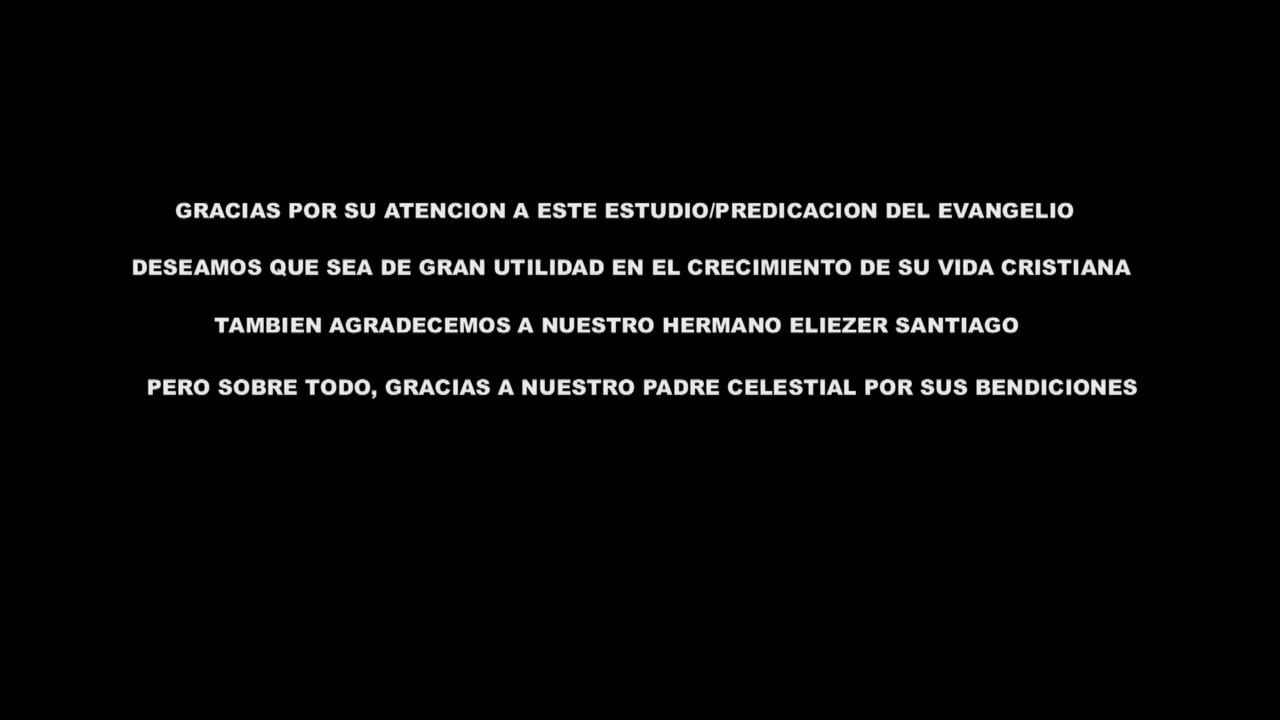 GRACIAS POR SU ATENCION A ESTE ESTUDIO/PREDICACION DEL EVANGELIO
DESEAMOS QUE SEA DE GRAN UTILIDAD EN EL CRECIMIENTO DE SU VIDA CRISTIANA
TAMBIEN AGRADECEMOS A NUESTRO HERMANO ELIEZER SANTIAGO
PERO SOBRE TODO, GRACIAS A NUESTRO PADRE CELESTIAL POR SUS BENDICIONES